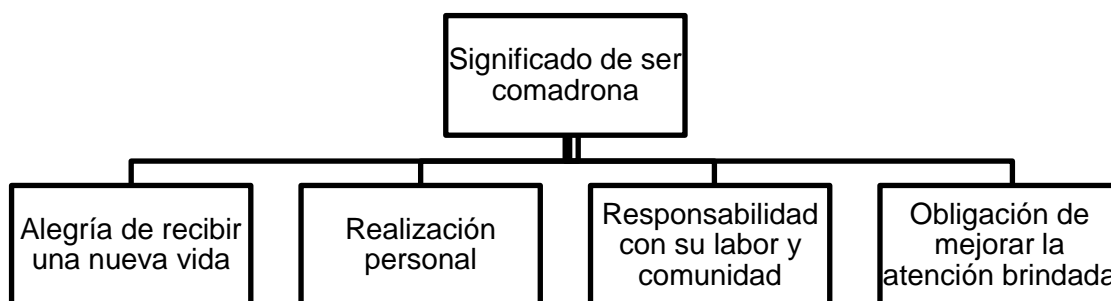 Significado de ser
comadrona
Alegría de recibir
una nueva vida
Realización
personal
Responsabilidad
con su labor y
comunidad
Obligación de
mejorar la
atención brindada